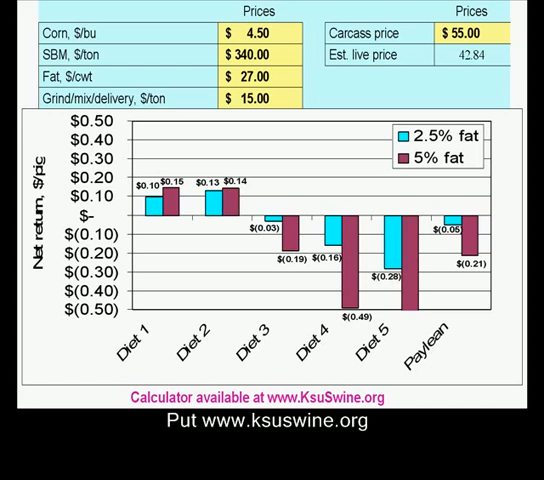 Prices Prices
Corn, $/bu $ 4.50 Carcass price $ 55.00
SBM, $/ton $ 340.00 Est. live price 42.84
Fat, $/cwt $ 27.00
Grind/mix/delivery, $/ton $ 15.00
$0.50
2.5% fat
$0.40
5% fat
$0.30
$0.20
$0.10
$-
$(0.10)
$(0.20)
$(0.30)
$(0.40)
$(0.50)
Net return, $/pig
$0.10 $0.15 $0.13 $0.14
$(0.03) $(0.19) $(0.16) $(0.49) $(0.28) $(0.05) $(0.21)
Diet 1 Diet 2 Diet 3 Diet 4 Diet 5 Paylean
Calculator available at www.KsuSwine.org
Put www.ksuswine.org